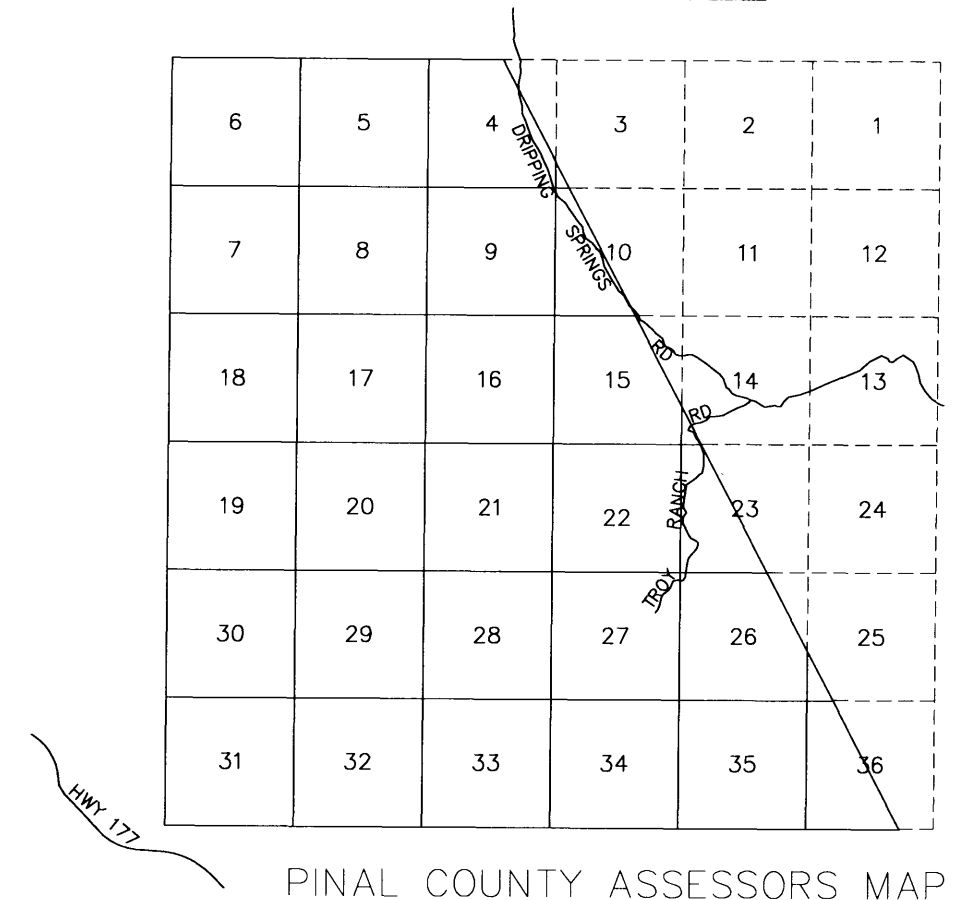 6 5 4 3 2 1
DRIPPING
7 8 9 10 11 12
SPRINGS
RD
18 17 16 15 14 13
RD
RANCH
19 20 21 22 23 24
TROY
30 29 28 27 26 25
31 32 33 34 35 36
HWY 177
PINAL COUNTY ASSESSORS MAP